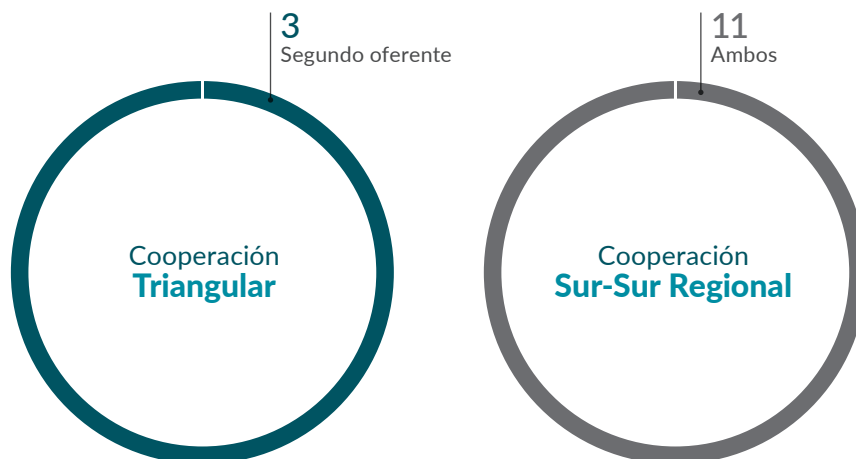 3
Segundo oferente
11
Ambos
Cooperación
Triangular
Cooperación
Sur-Sur Regional